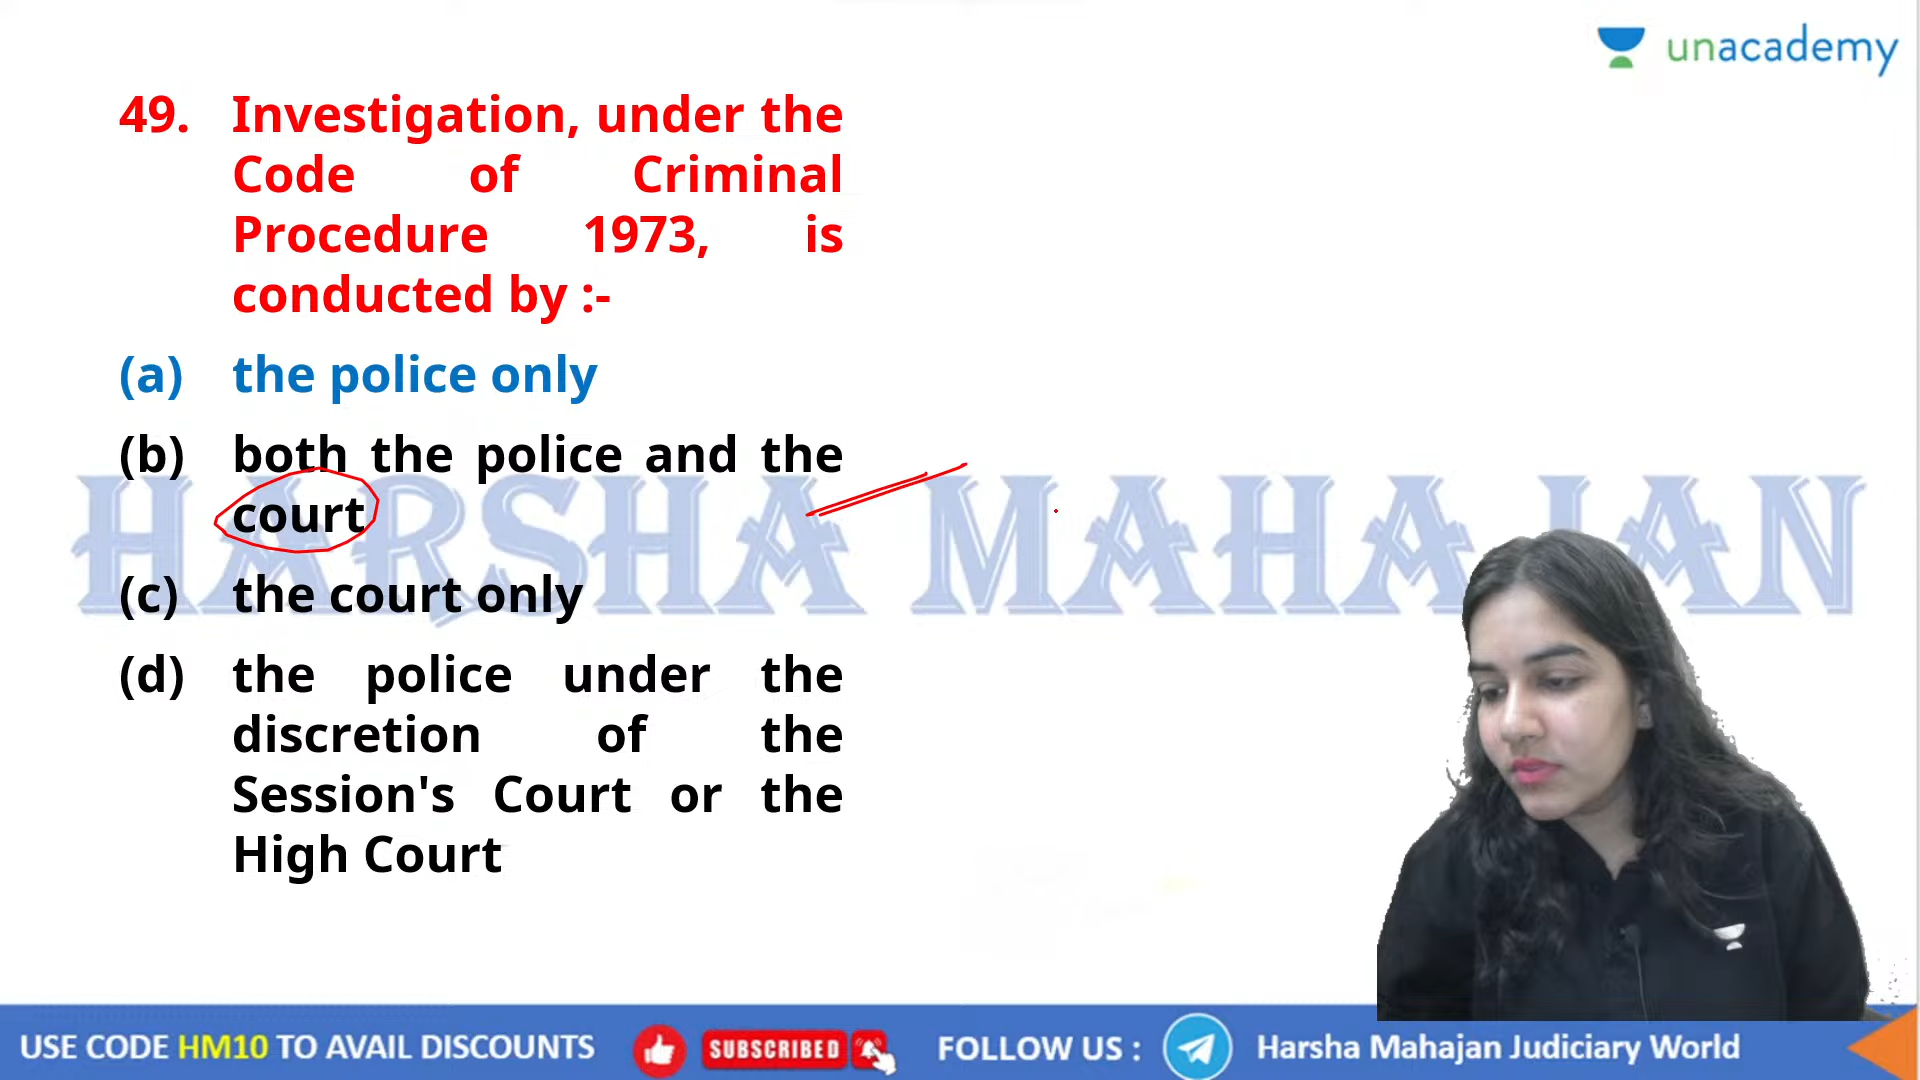 unacademy
49. Investigation, under the
Code of Criminal
Procedure 1973, is
conducted by :-
(a) the police only
(b) both the police and the
court
HARSHA MAHAJAN
(c) the court only
(d) the police under the
discretion of the
Session's Court or the
High Court
USE CODE HM10 TO AVAIL DISCOUNTS
SUBSCRIBED
FOLLOW US :
Harsha Mahajan Judiciary World